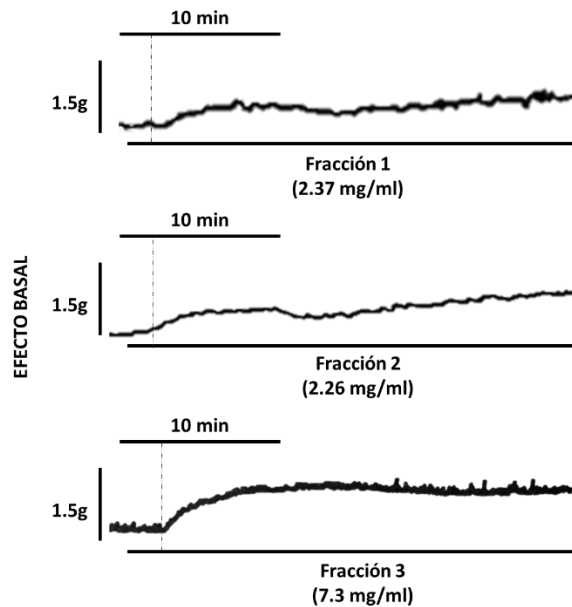 10 min
1.5g
Fracción 1
(2.37 mg/ml)
10 min
EFECTO BASAL
1.5g
Fracción 2
(2.26 mg/ml)
10 min
1.5g
Fracción 3
(7.3 mg/ml)